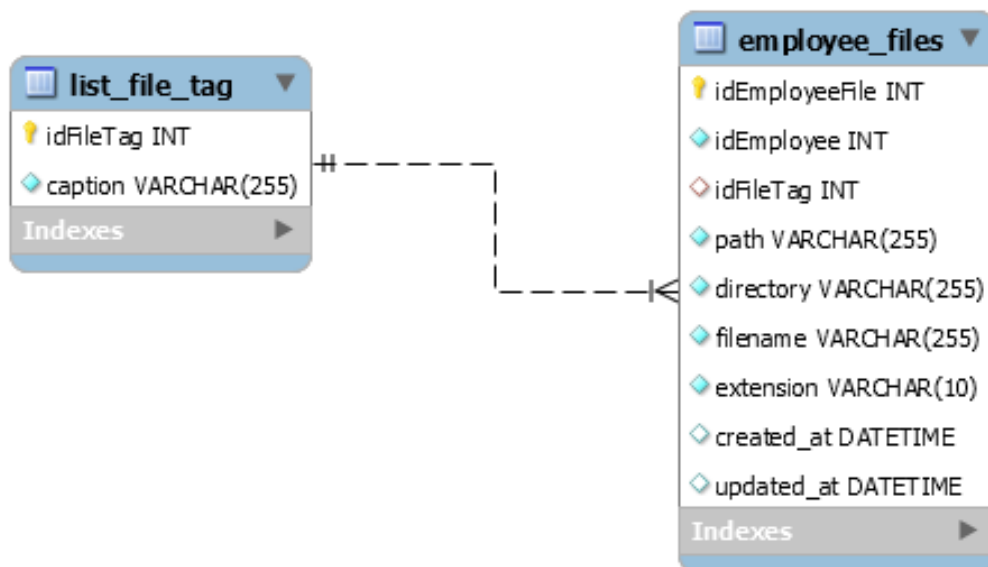 list_file_tag
idFileTag INT
caption VARCHAR(255)
Indexes
employee_files
idEmployeeFile INT
idEmployee INT
idFileTag INT
path VARCHAR(255)
directory VARCHAR(255)
filename VARCHAR(255)
extension VARCHAR(10)
created_at DATETIME
updated_at DATETIME
Indexes